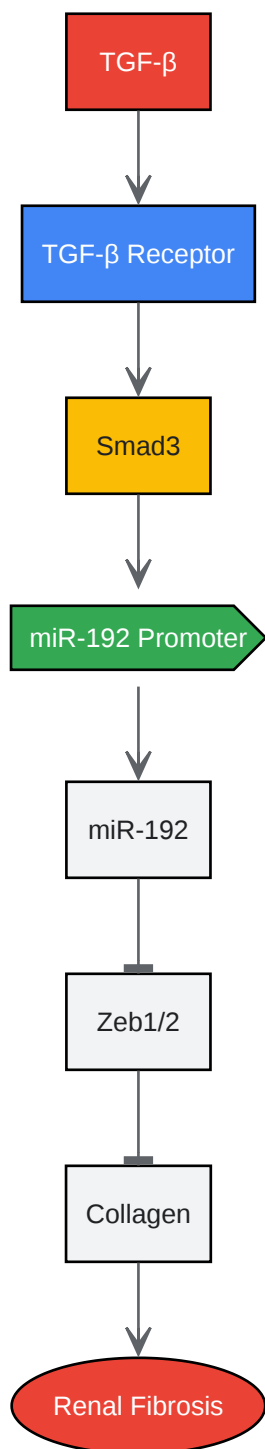 TGF-β
TGF-β Receptor
Smad3
miR-192 Promoter
miR-192
Zeb1/2
Collagen
Renal Fibrosis